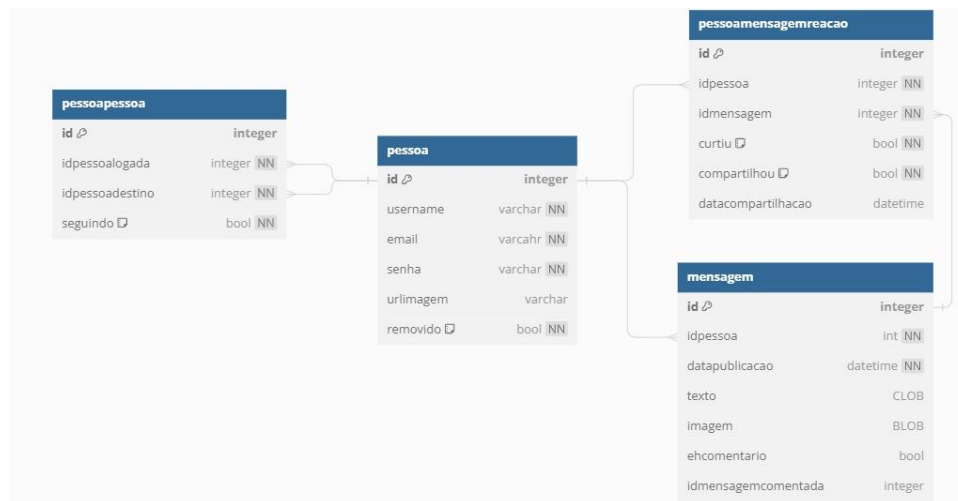 pessoapessoa
id integer
idpessoalogada integer NN
idpessoadestino integer NN
seguindo bool NN
pessoa
id integer
username varchar NN
email varcahr NN
senha varchar NN
urlimagem varchar
removido bool NN
pessoamensagemreacao
id integer
idpessoa integer NN
idmensagem integer NN
curtiu bool NN
compartilhou bool NN
datacompartilhacao datetime
mensagem
id integer
idpessoa int NN
datapublicacao datetime NN
texto CLOB
imagem BLOB
ehcomentario bool
idmensagemcomentada integer